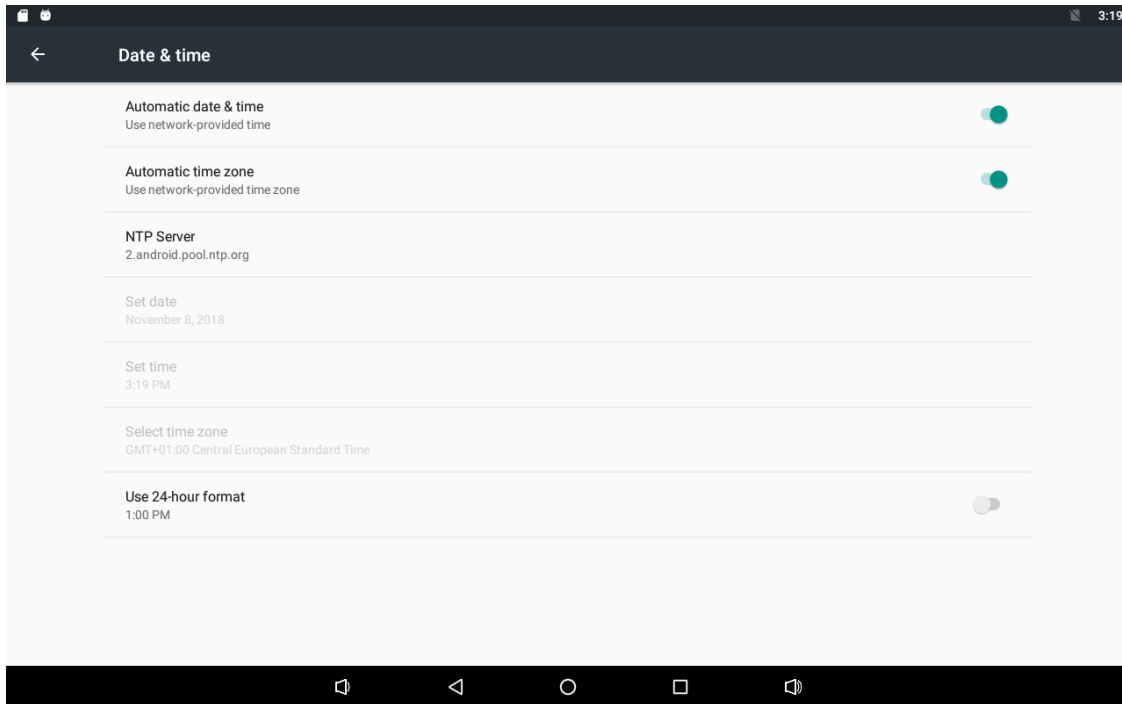 3:19
Date & time
Automatic date & time
Use network-provided time
Automatic time zone
Use network-provided time zone
NTP Server
2.android.pool.ntp.org
Set date
November 8, 2018
Set time
3:19 PM
Select time zone
GMT+01:00 Central European Standard Time
Use 24-hour format
1:00 PM